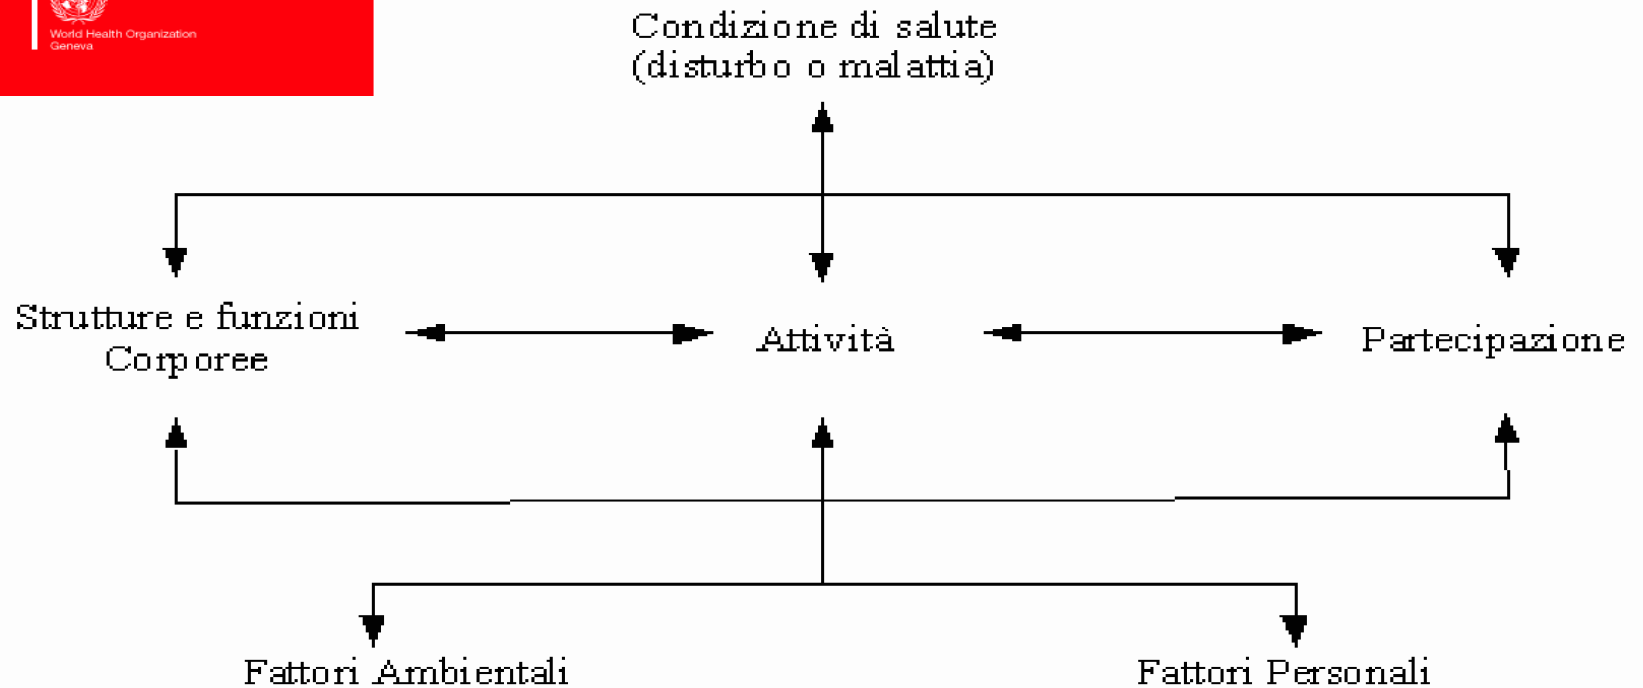 World Health Organization
Geneva
Condizione di salute
(disturbo o malattia)
Strutture e funzioni
Corporee
Attività
Partecipazione
Fattori Ambientali
Fattori Personali